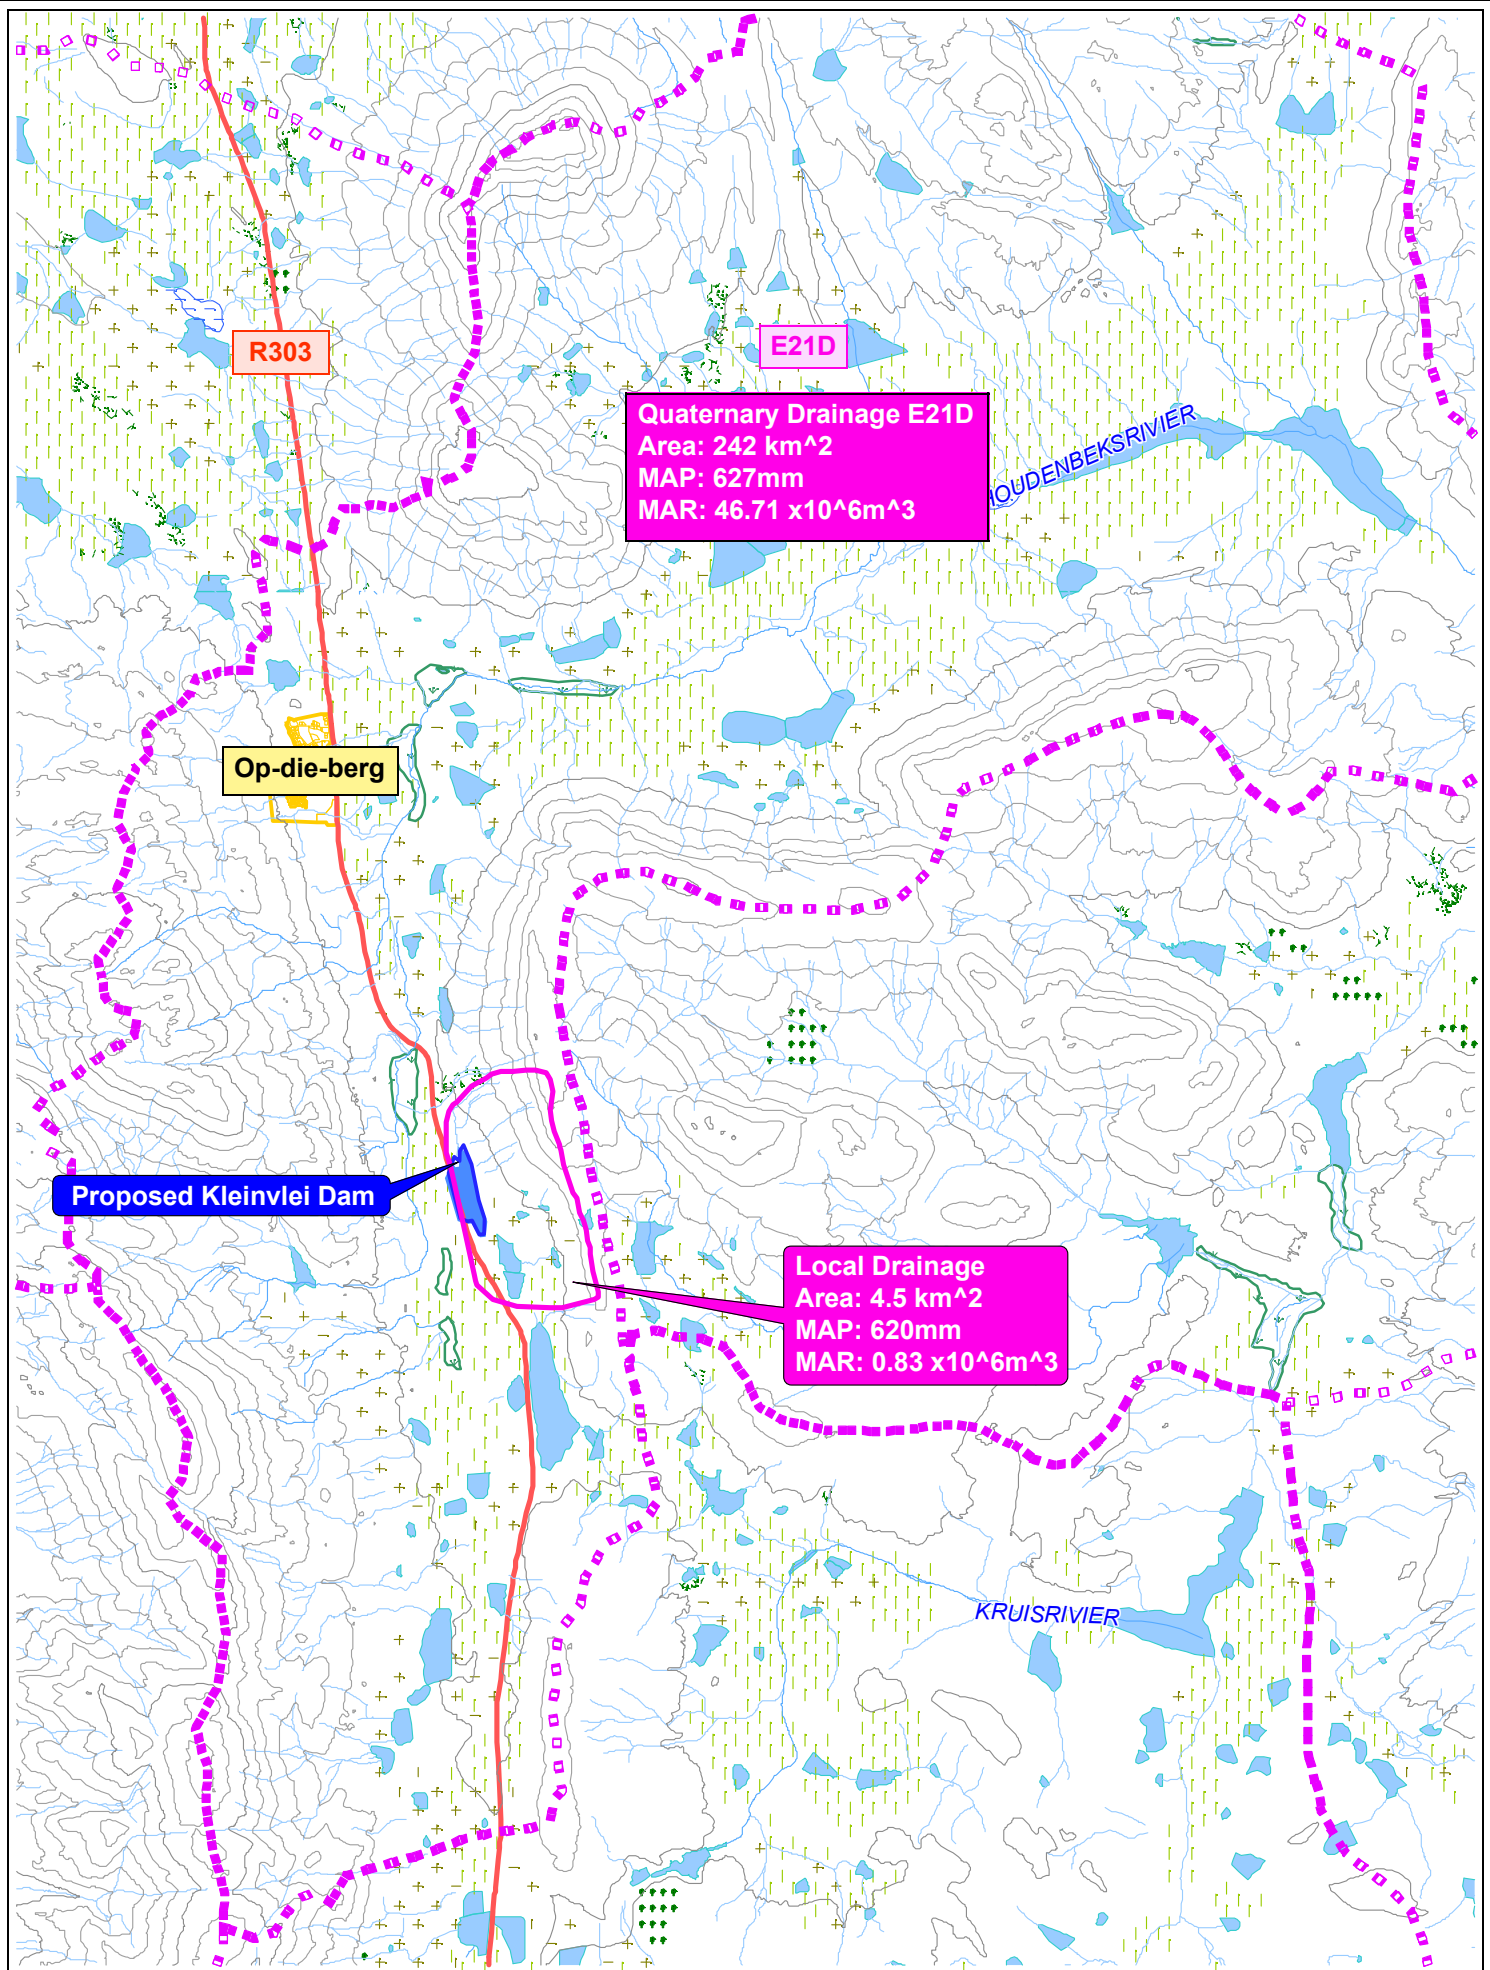 R303
E21D
Quaternary Drainage E21D
Area: 242 km^2
MAP: 627mm
MAR: 46.71 x10^6m^3
HOUDENBEKSRIVIER
Op-die-berg
Proposed Kleinvlei Dam
Local Drainage
Area: 4.5 km^2
MAP: 620mm
MAR: 0.83 x10^6m^3
KRUISRIVIER